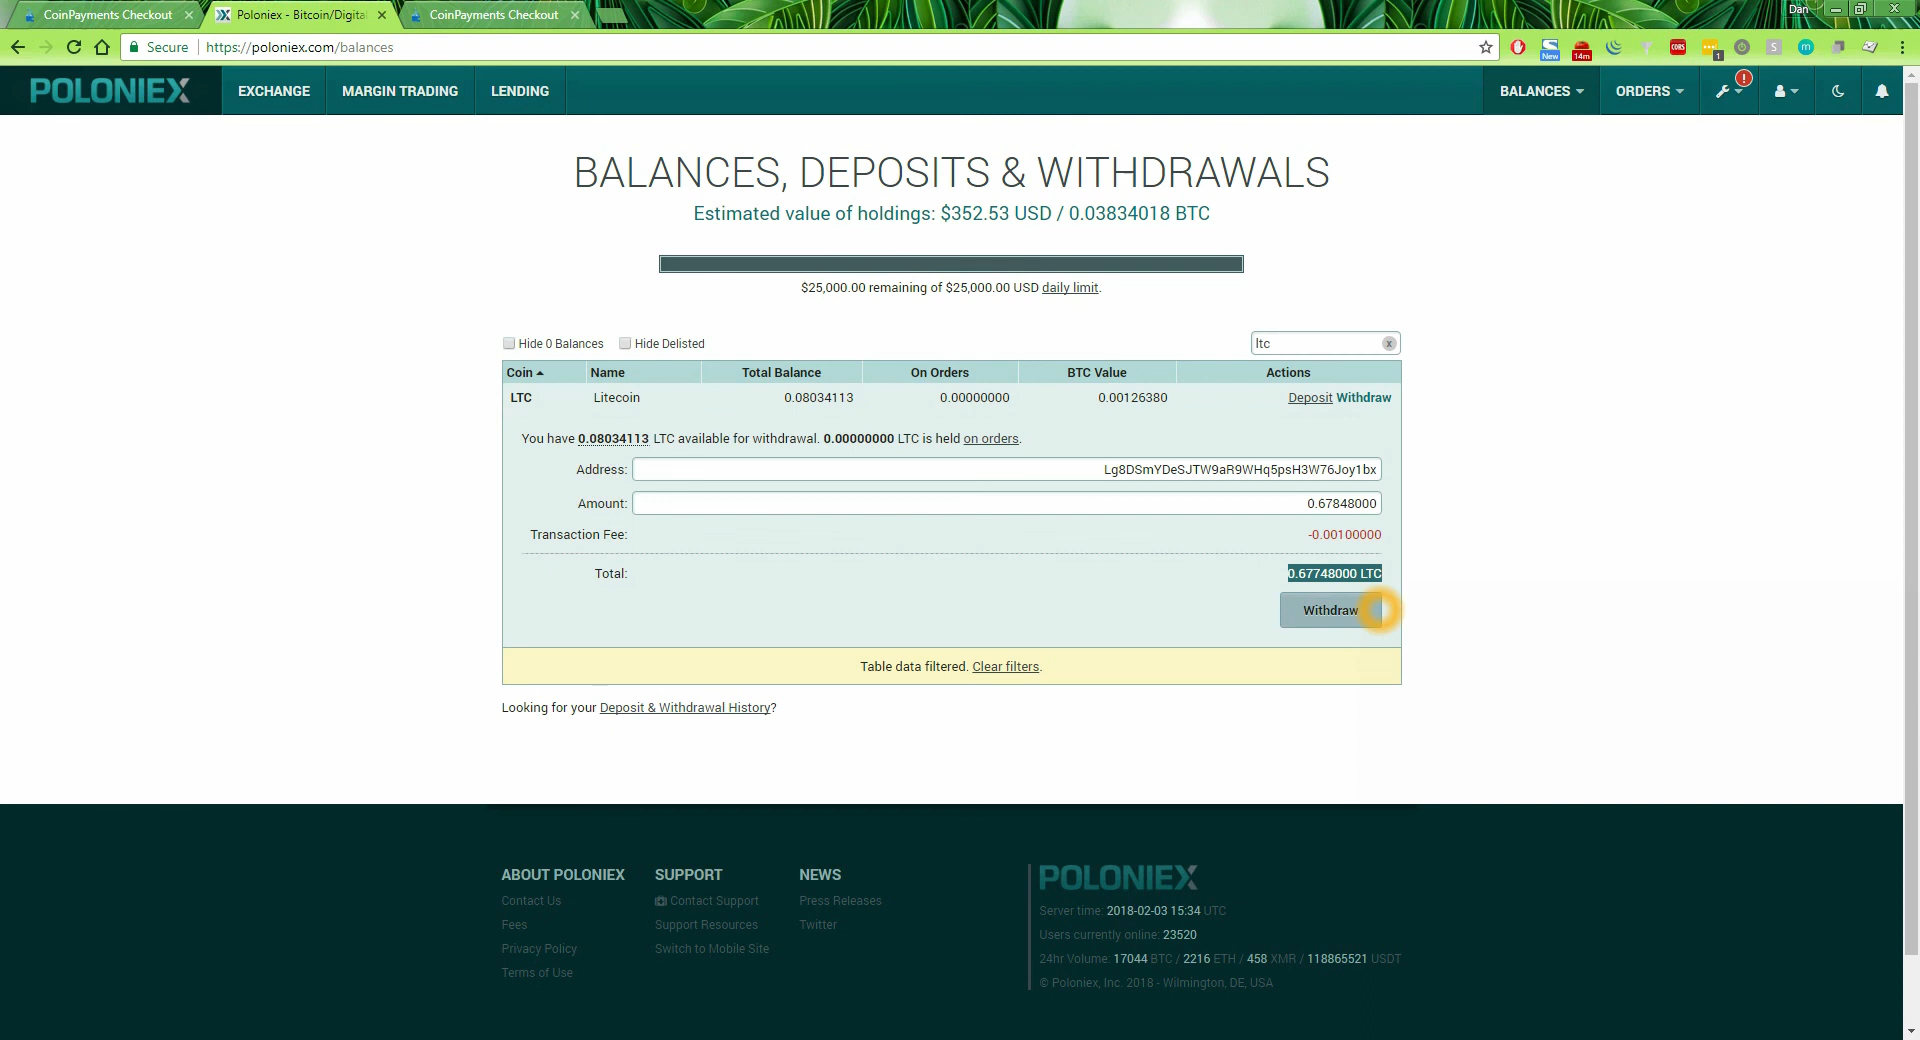 CoinPayments Checkout
Poloniex - Bitcoin/Digital
CoinPayments Checkout
Dan
Secure https://poloniex.com/balances
New
14m
CORS
1
S
m
POLONIEX
EXCHANGE
MARGIN TRADING
LENDING
BALANCES
ORDERS
!
BALANCES, DEPOSITS & WITHDRAWALS
Estimated value of holdings: $352.53 USD / 0.03834018 BTC
$25,000.00 remaining of $25,000.00 USD daily limit.
Hide 0 Balances Hide Delisted ltc x
Coin Name Total Balance On Orders BTC Value Actions
LTC Litecoin 0.08034113 0.00000000 0.00126380 Deposit Withdraw
You have 0.08034113 LTC available for withdrawal. 0.00000000 LTC is held on orders.
Address: Lg8DSmYDeSJTW9aR9WHq5psH3W76Joy1bx
Amount: 0.67848000
Transaction Fee: -0.00100000
Total: 0.67748000 LTC
Withdraw
Table data filtered. Clear filters.
Looking for your Deposit & Withdrawal History?
ABOUT POLONIEX
Contact Us
Fees
Privacy Policy
Terms of Use
SUPPORT
Contact Support
Support Resources
Switch to Mobile Site
NEWS
Press Releases
Twitter
POLONIEX
Server time: 2018-02-03 15:34 UTC
Users currently online: 23520
24hr Volume: 17044 BTC / 2216 ETH / 458 XMR / 118865521 USDT
© Poloniex, Inc. 2018 - Wilmington, DE, USA